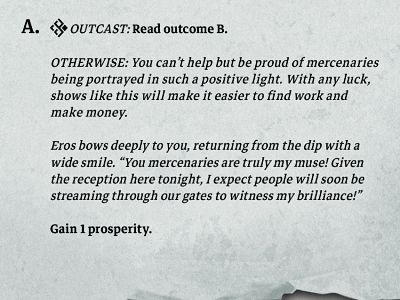 A. OUTCAST: Read outcome B.
OTHERWISE: You can't help but be proud of mercenaries
being portrayed in such a positive light. With any luck,
shows like this will make it easier to find work and
make money.
Eros bows deeply to you, returning from the dip with a
wide smile. “You mercenaries are truly my muse! Given
the reception here tonight, I expect people will soon be
streaming through our gates to witness my brilliance!”
Gain 1 prosperity.